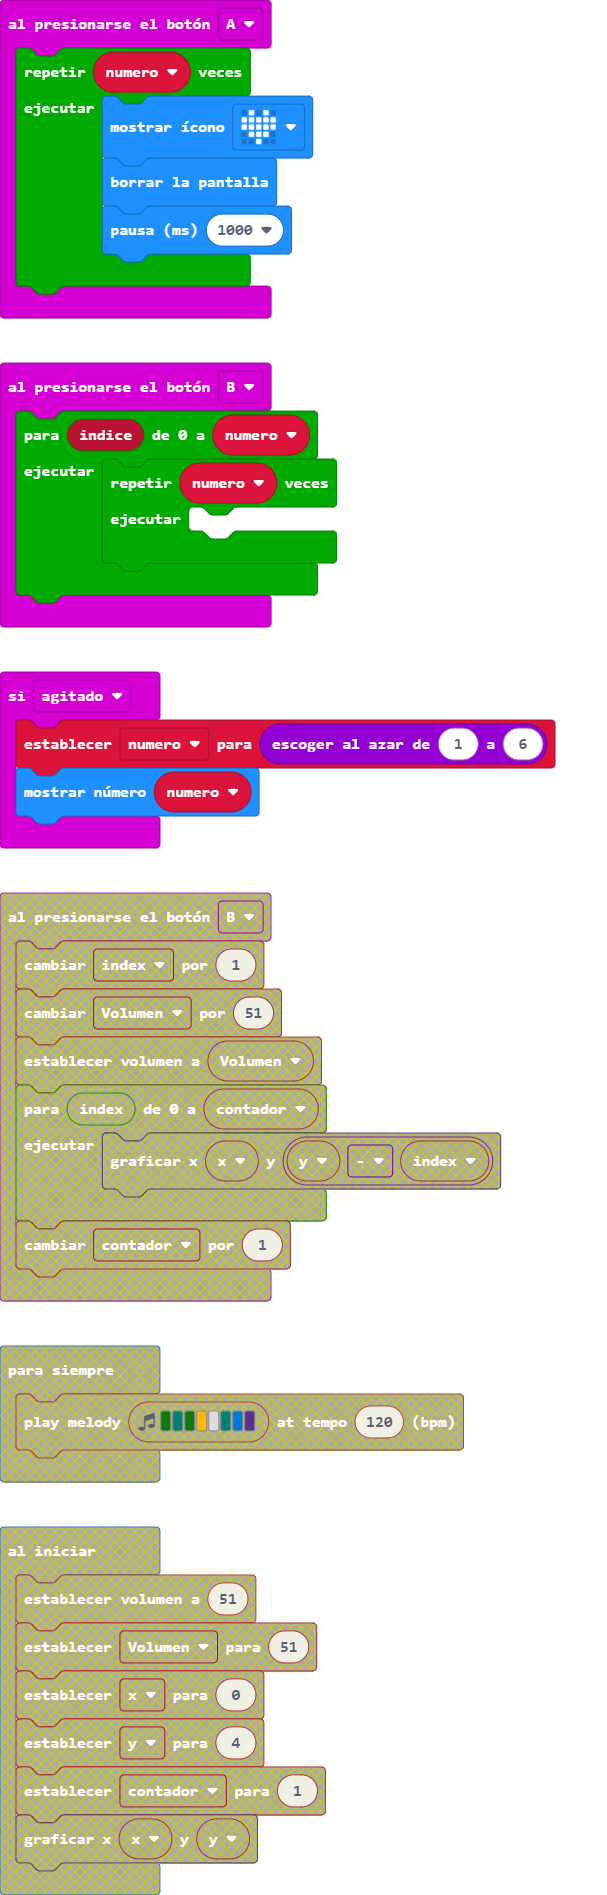 al presionarse el botón A
repetir numero veces
ejecutar
mostrar ícono
borrar la pantalla
pausa (ms) 1000
al presionarse el botón B
para indice de 0 a numero
ejecutar
repetir numero veces
ejecutar
si agitado
establecer numero para escoger al azar de 1 a 6
mostrar número numero
al presionarse el botón B
cambiar index por 1
cambiar Volumen por 51
establecer volumen a Volumen
para index de 0 a contador
ejecutar
graficar x x y y - index
cambiar contador por 1
para siempre
play melody at tempo 120 (bpm)
al iniciar
establecer volumen a 51
establecer Volumen para 51
establecer x para 0
establecer y para 4
establecer contador para 1
graficar x x y y